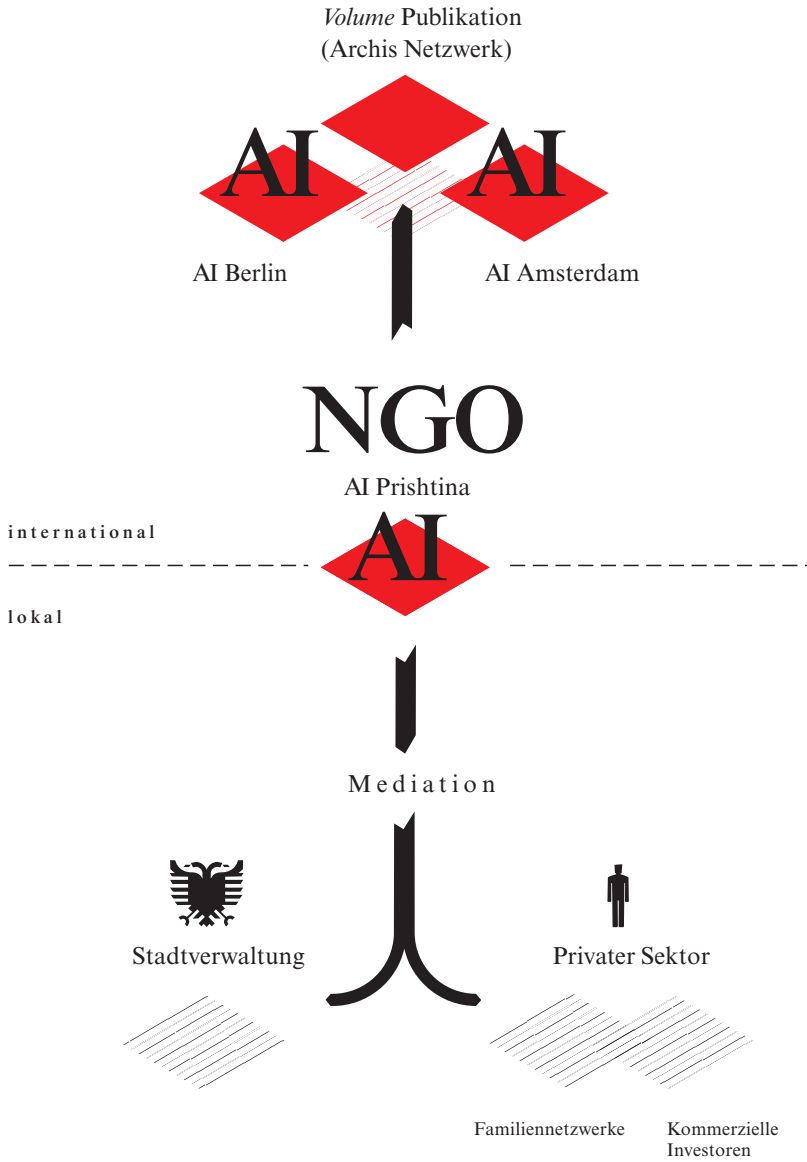 Volume Publikation
(Archis Netzwerk)
AI AI
AI Berlin AI Amsterdam
NGO
AI Prishtina
AI
international
lokal
Mediation
Stadtverwaltung Privater Sektor
Familiennetzwerke Kommerzielle
Investoren